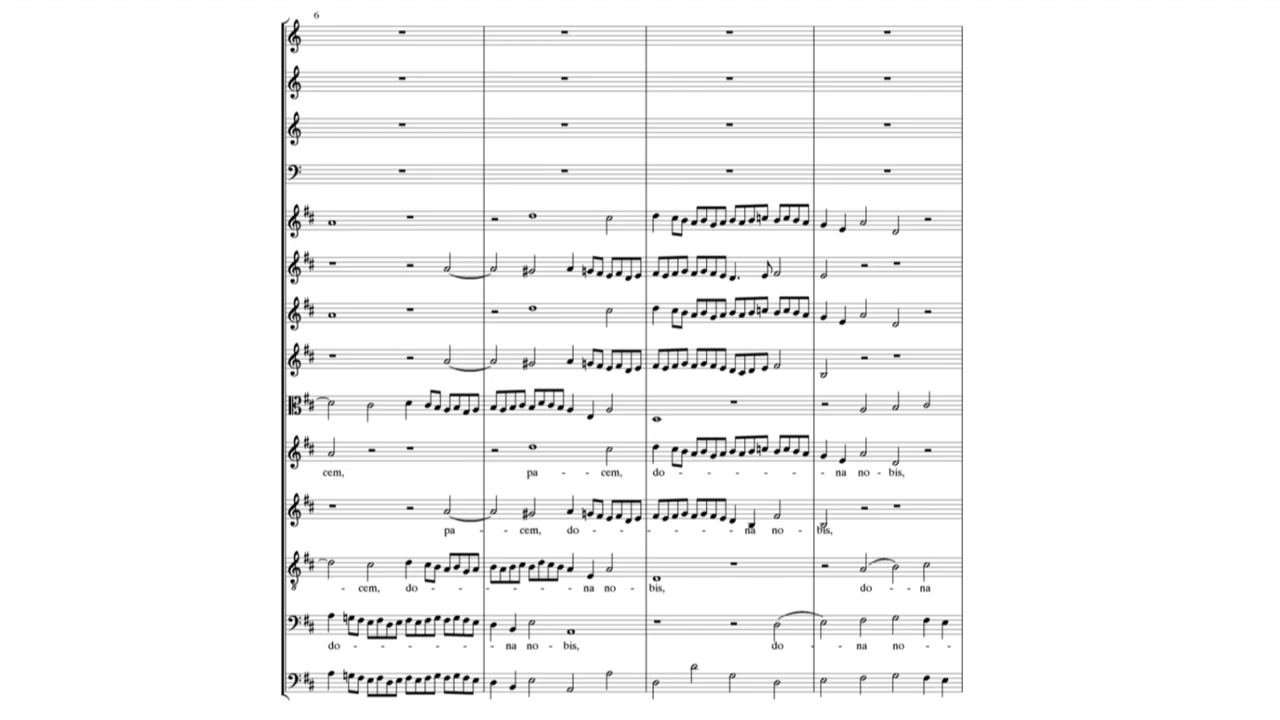 6
cem, pa - - cem, do - - - - - - - na no - bis,
pa - - cem, do - - - - - - - na no - bis,
- cem, do - - - - - - na no - bis, do - - na
do - - - - - - - na no - bis, do - - na no - -